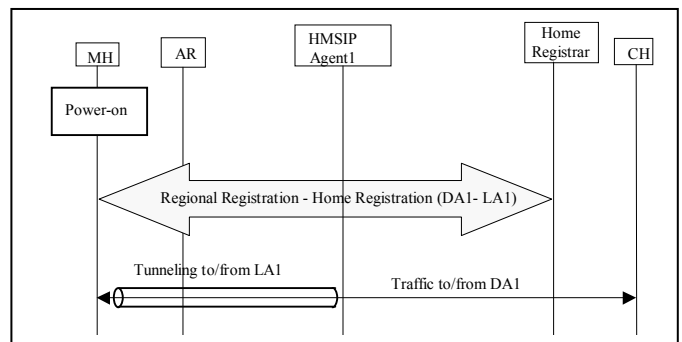 MH
AR
HMSIP
Agent1
Home
Registrar
CH
Power-on
Regional Registration - Home Registration (DA1- LA1)
Tunneling to/from LA1
Traffic to/from DA1